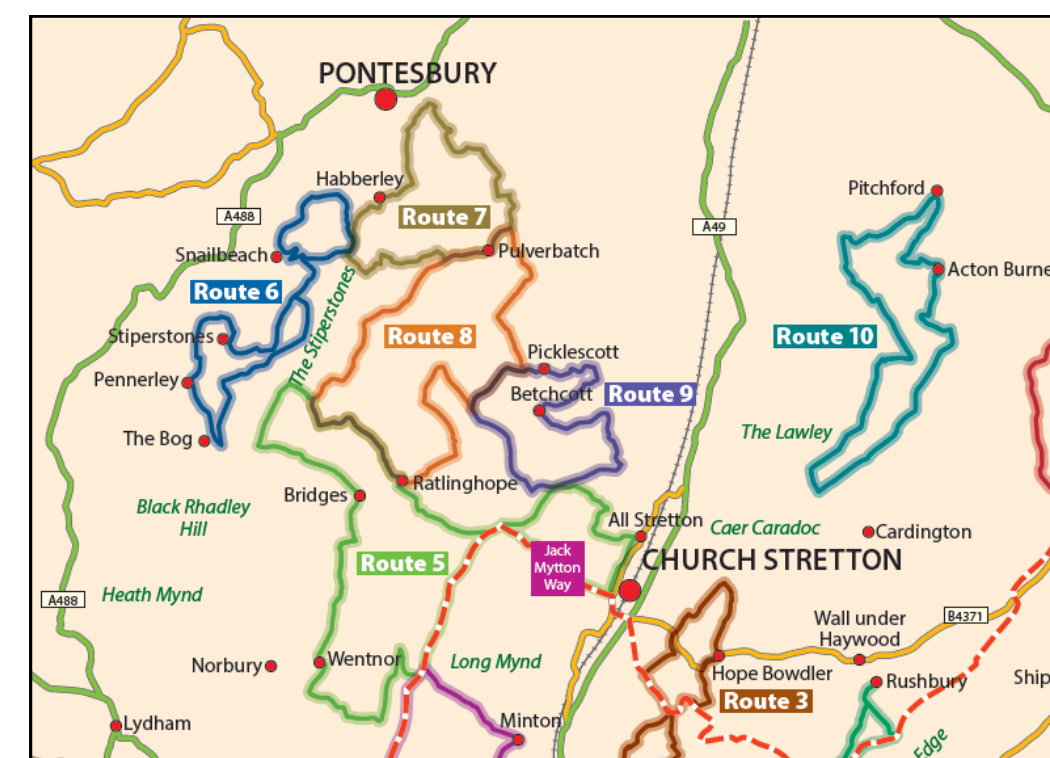 PONTESBURY
Habberley
Pitchford
Route 7
A488
A49
Snailbeach
Pulverbatch
Acton Burne
Route 6
The Stiperstones
Stiperstones
Route 8
Route 10
Picklescott
Pennerley
Betchcott
Route 9
The Bog
The Lawley
Ratlinghope
Bridges
Black Rhadley
Hill
All Stretton
Caer Caradoc
Cardington
Jack
Mytton
Way
CHURCH STRETTON
Route 5
Heath Mynd
A488
B4371
Wall under
Haywood
Norbury
Wentnor
Long Mynd
Hope Bowdler
Rushbury
Ship
Route 3
Lydham
Minton
Edge